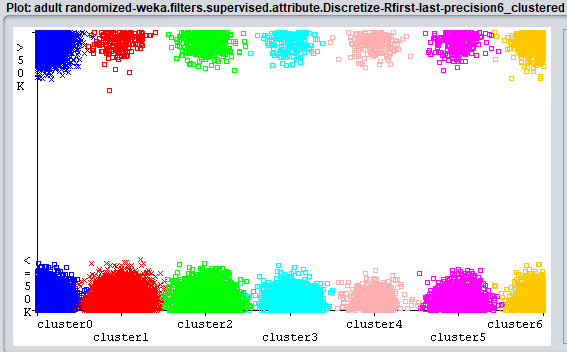 Plot: adult randomized-weka.filters.supervised.attribute.Discretize-Rfirst-last-precision6_clustered
>
5
0
K
<
=
5
0
K
cluster0 cluster2 cluster4 cluster6
cluster1 cluster3 cluster5